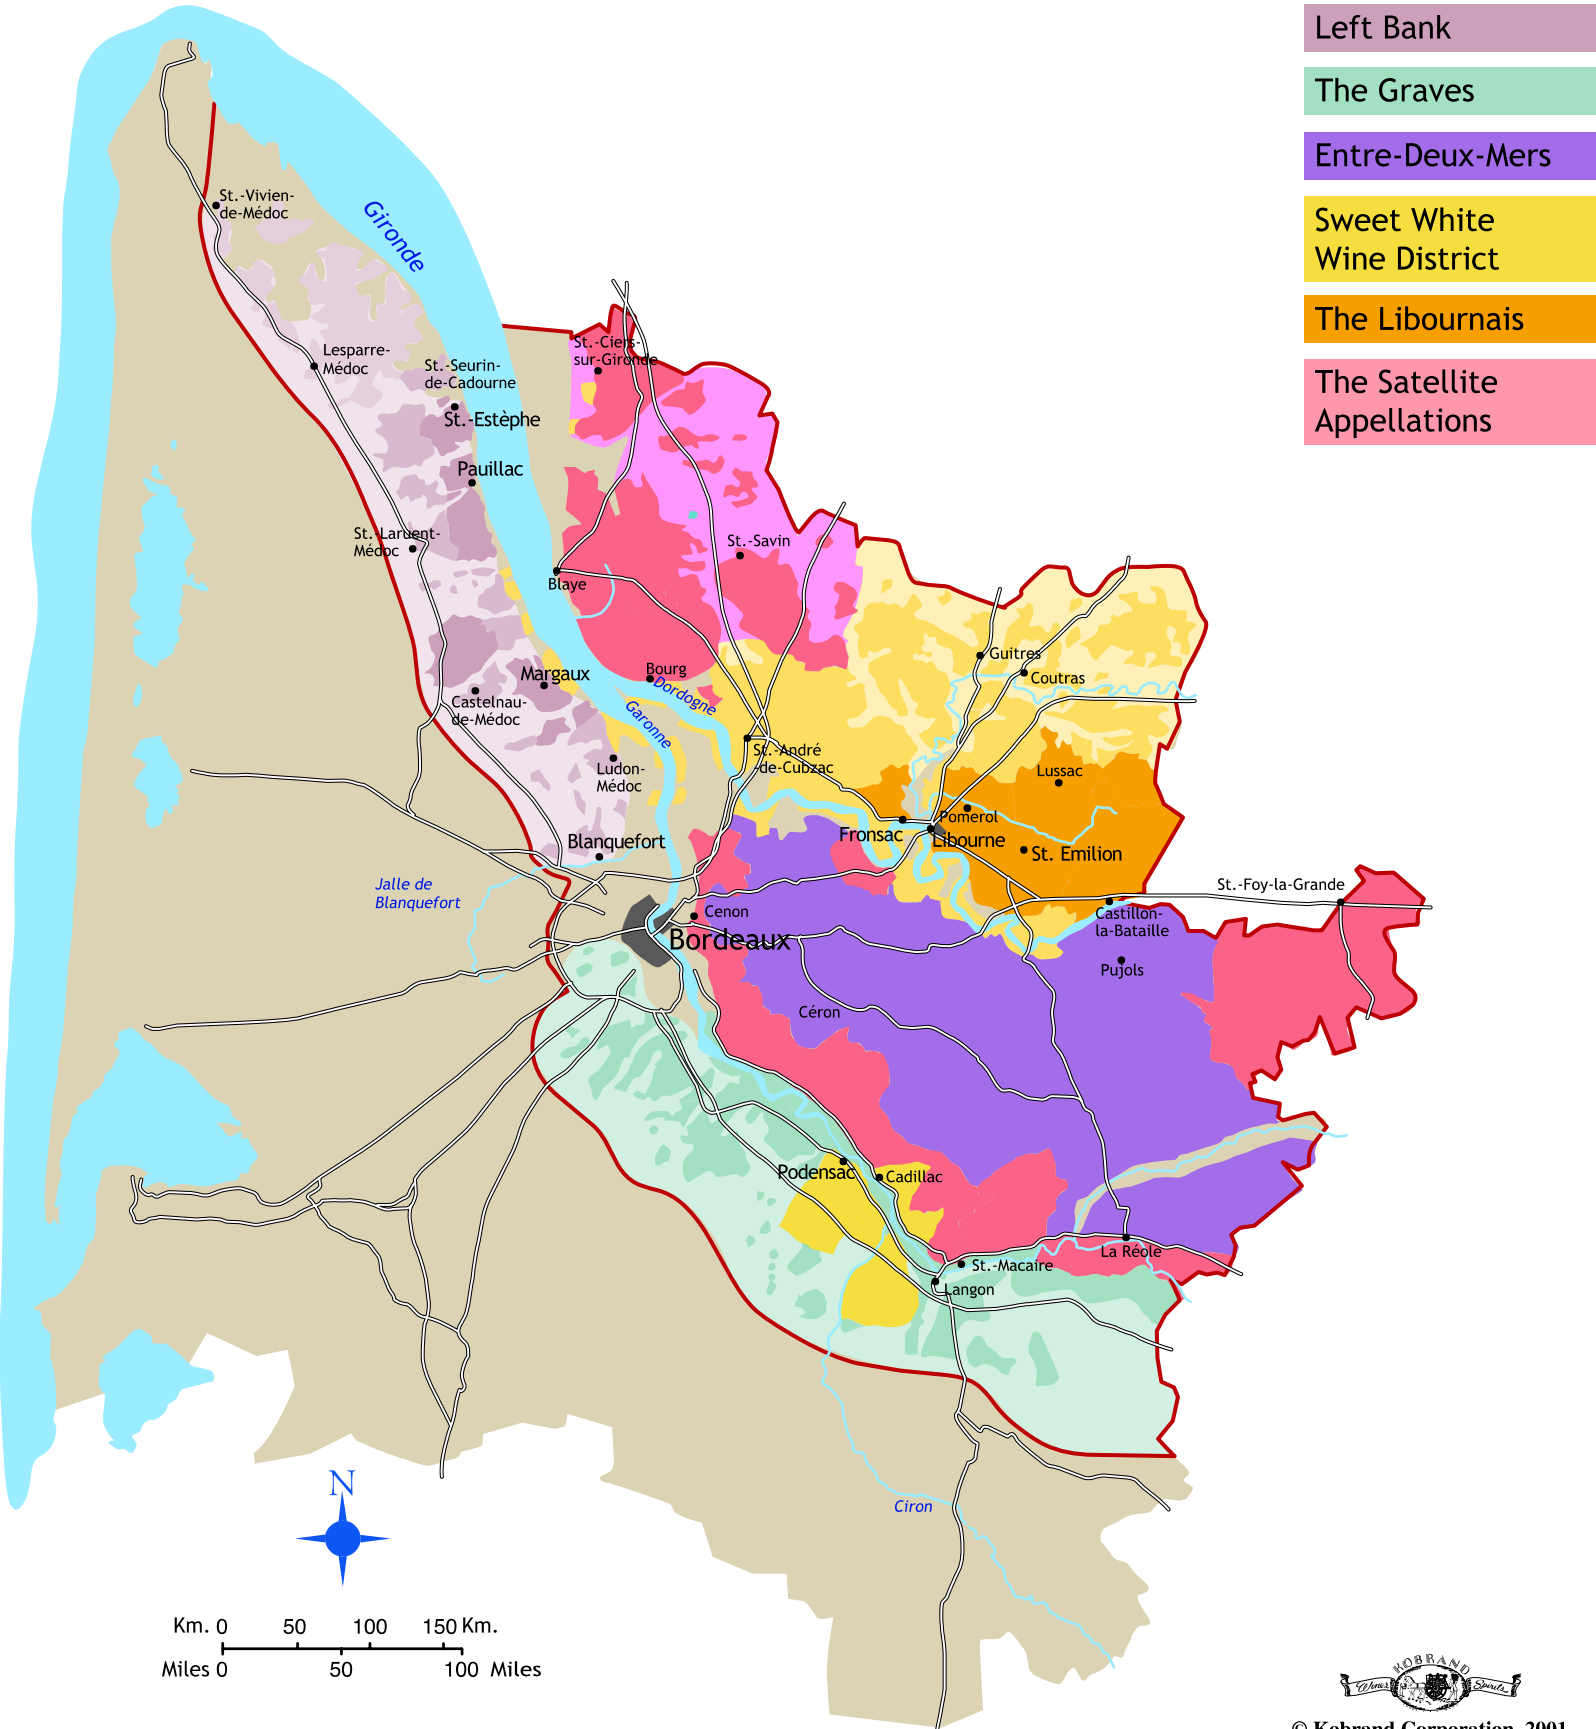 Left Bank
The Graves
Entre-Deux-Mers
Sweet White
Wine District
The Libournais
The Satellite
Appellations
St.-Vivien-
de-Médoc
Gironde
Lesparre-
Médoc
St.-Seurin-
de-Cadourne
St.-Estèphe
St.-Ciers-
sur-Gironde
Pauillac
St.-Laruent-
Médoc
St.-Savin
Blaye
Margaux
Bourg
Dordogne
Garonne
Castelnau-
de-Médoc
Guitres
Coutras
St.-André
-de-Cubzac
Ludon-
Médoc
Lussac
Pomerol
Fronsac
Libourne
St. Emilion
Blanquefort
Jalle de
Blanquefort
St.-Foy-la-Grande
Cenon
Bordeaux
Castillon-
la-Bataille
Pujols
Céron
Podensac
Cadillac
La Réole
St.-Macaire
Langon
Ciron
N
Km. 0 50 100 150 Km.
Miles 0 50 100 Miles
KOBRAND
Wines Spirits
© Kobrand Corporation, 2001